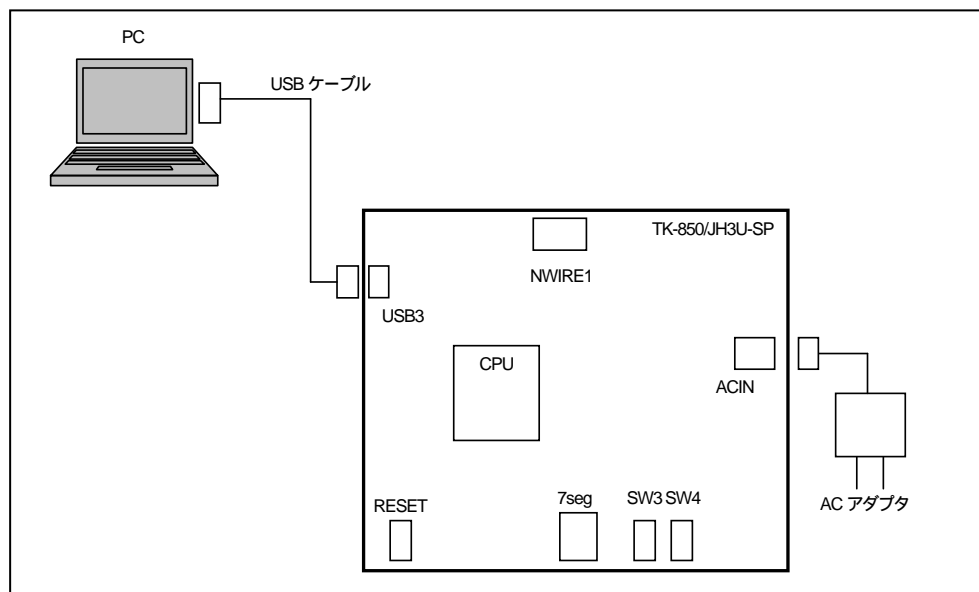 PC
USB ケーブル
TK-850/JH3U-SP
NWIRE1
USB3
CPU
ACIN
RESET
7seg
SW3 SW4
AC アダプタ